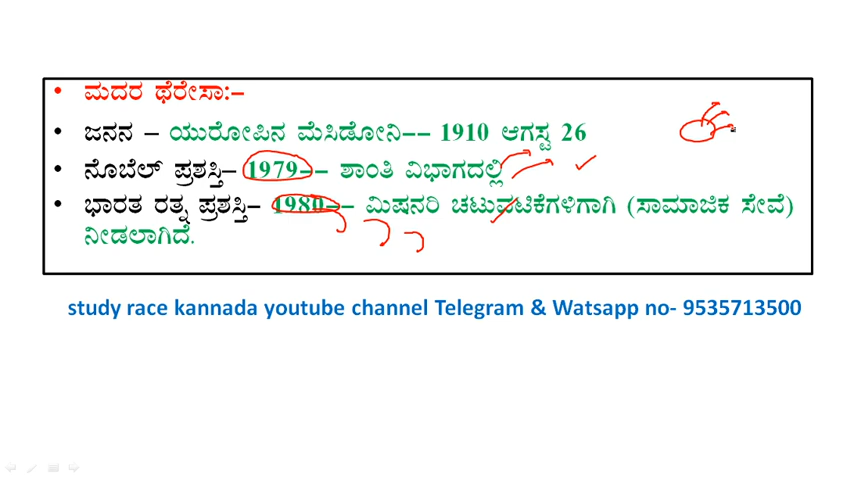 ಮದರ ಥೆರೇಸಾ:–
ಜನನ – ಯುರೋಪಿನ ಮೆಸಿಡೋನಿ–– 1910 ಆಗಸ್ಟ 26
ನೊಬೆಲ್ ಪ್ರಶಸ್ತಿ– 1979–– ಶಾಂತಿ ವಿಭಾಗದಲ್ಲಿ
ಭಾರತ ರತ್ನ ಪ್ರಶಸ್ತಿ– 1980–– ಮಿಷನರಿ ಚಟುವಟಿಕೆಗಳಿಗಾಗಿ (ಸಾಮಾಜಿಕ ಸೇವೆ)
ನೀಡಲಾಗಿದೆ.
study race kannada youtube channel Telegram & Watsapp no- 9535713500